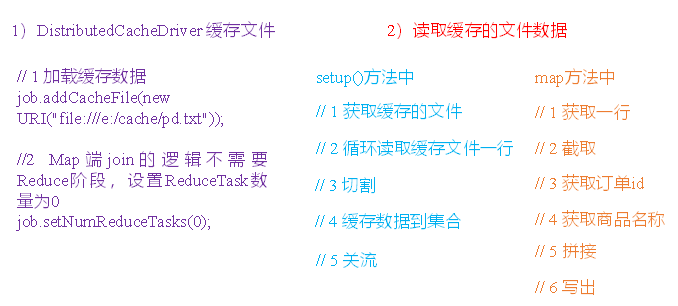 1）DistributedCacheDriver 缓存文件
// 1 加载缓存数据
job.addCacheFile(new
URI("file:///e:/cache/pd.txt"));
//2 Map 端join的逻辑不需要
Reduce阶段，设置ReduceTask数
量为0
job.setNumReduceTasks(0);
2）读取缓存的文件数据
setup()方法中
// 1 获取缓存的文件
// 2 循环读取缓存文件一行
// 3 切割
// 4 缓存数据到集合
// 5 关流
map方法中
// 1 获取一行
// 2 截取
// 3 获取订单id
// 4 获取商品名称
// 5 拼接
// 6 写出